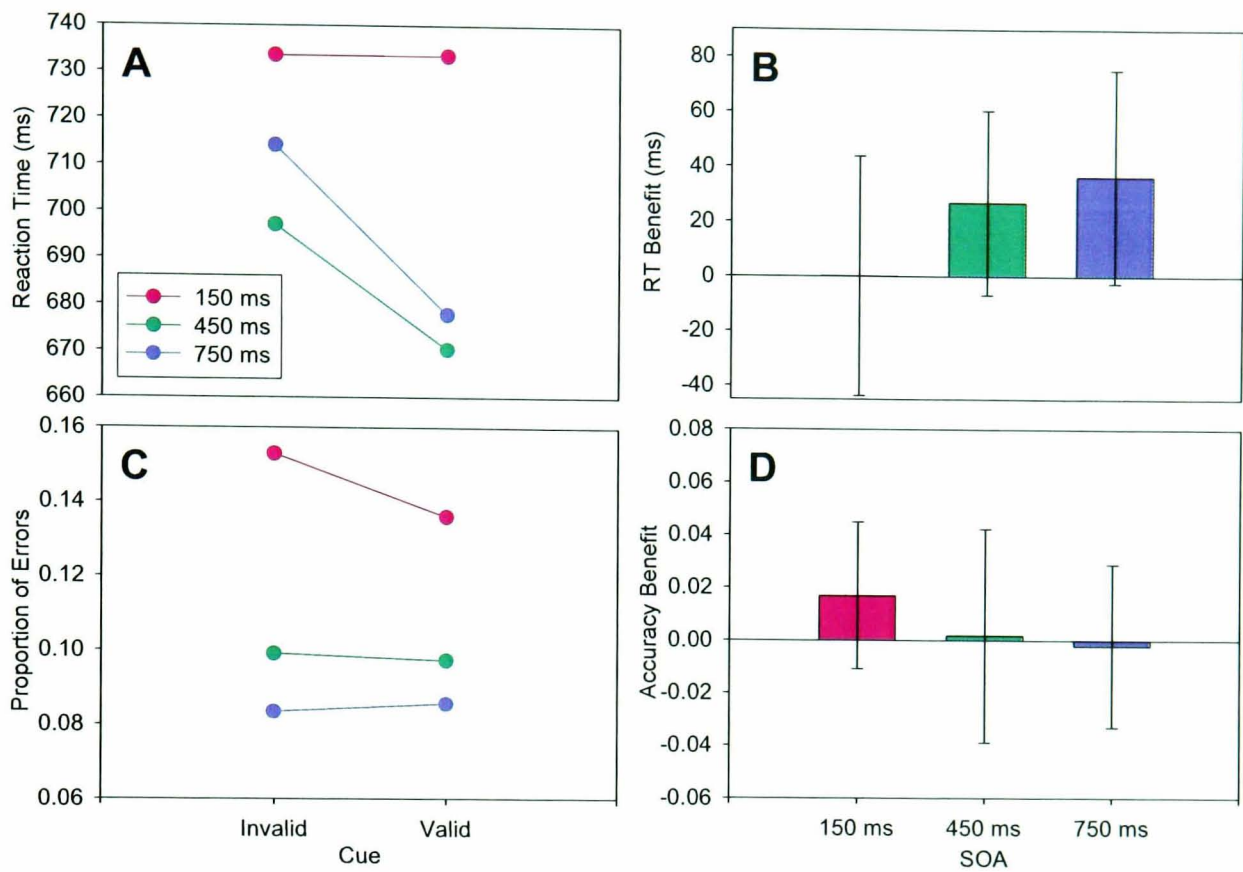 A
Reaction Time (ms)
740
730
720
710
700
690
680
670
660
150 ms
450 ms
750 ms
B
RT Benefit (ms)
80
60
40
20
0
-20
-40
C
Proportion of Errors
0.16
0.14
0.12
0.10
0.08
0.06
Invalid
Valid
Cue
D
Accuracy Benefit
0.08
0.06
0.04
0.02
0.00
-0.02
-0.04
-0.06
150 ms
450 ms
750 ms
SOA